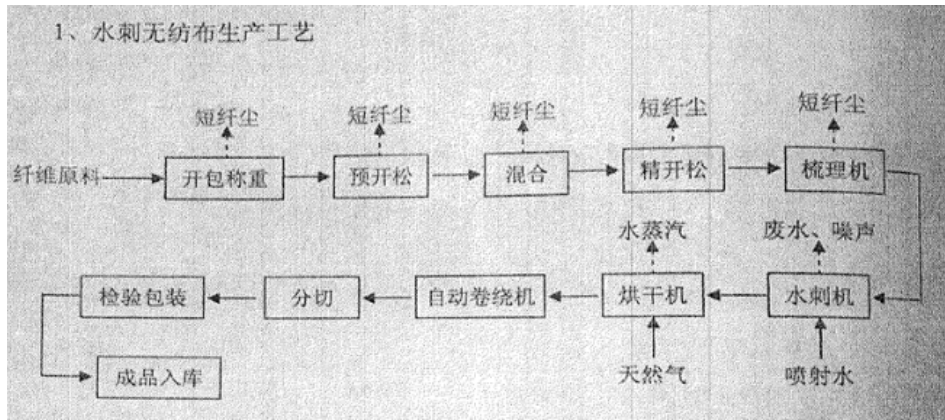 1、水刺无纺布生产工艺
短纤尘 短纤尘 短纤尘 短纤尘 短纤尘
纤维原料 开包称重 预开松 混合 精开松 梳理机
水蒸汽 废水、噪声
检验包装 分切 自动卷绕机 烘干机 水刺机
成品入库 天然气 喷射水